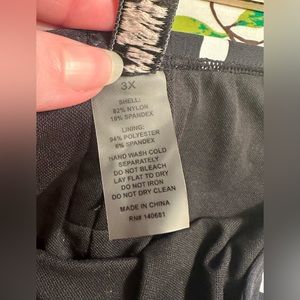 3X
SHELL:
82% NYLON
18% SPANDEX
LINING:
94% POLYESTER
6% SPANDEX
HAND WASH COLD
SEPARATELY
DO NOT BLEACH
LAY FLAT TO DRY
DO NOT IRON
DO NOT DRY CLEAN
MADE IN CHINA
RN# 140681